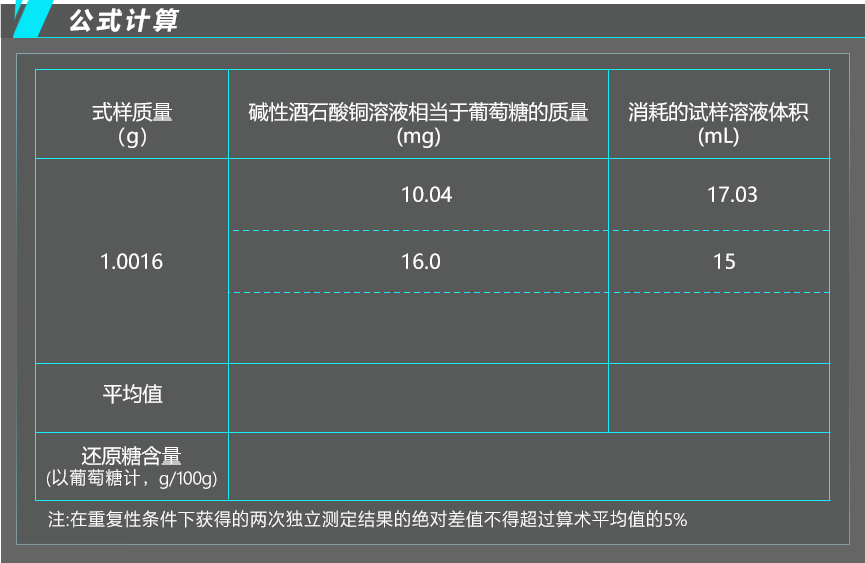 公式计算
式样质量 碱性酒石酸铜溶液相当于葡萄糖的质量 消耗的试样溶液体积
（g） (mg) (mL)
10.04 17.03
1.0016 16.0 15
平均值
还原糖含量
(以葡萄糖计，g/100g)
注:在重复性条件下获得的两次独立测定结果的绝对差值不得超过算术平均值的5%